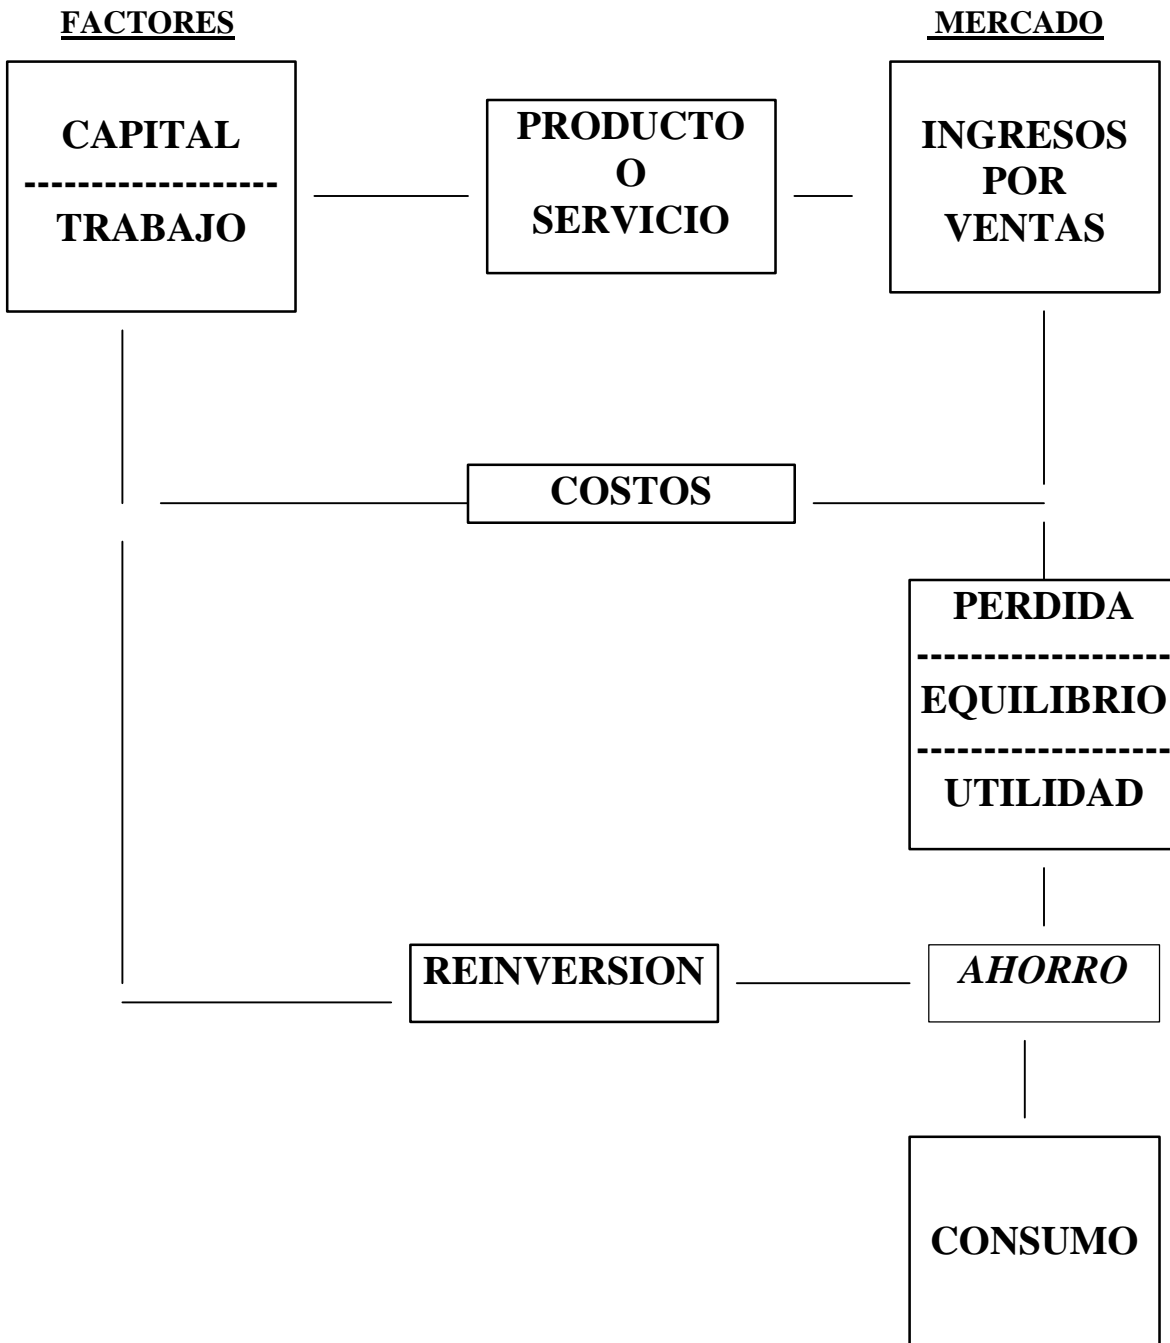 FACTORES
MERCADO
CAPITAL
-------------------
TRABAJO
PRODUCTO
O
SERVICIO
INGRESOS
POR
VENTAS
COSTOS
PERDIDA
-------------------
EQUILIBRIO
-------------------
UTILIDAD
REINVERSION
AHORRO
CONSUMO